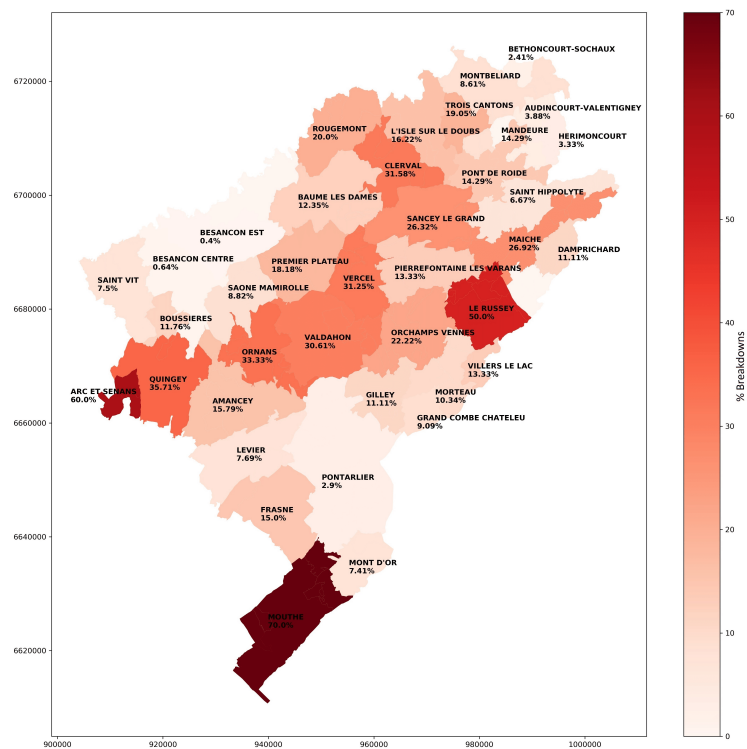 BETHONCOURT-SOCHAUX
2.41%
MONTBELIARD
8.61%
TROIS CANTONS
19.05%
AUDINCOURT-VALENTIGNEY
3.88%
ROUGEMONT
20.0%
L'ISLE SUR LE DOUBS
16.22%
MANDEURE
14.29%
HERIMONCOURT
3.33%
CLERVAL
31.58%
PONT DE ROIDE
14.29%
SAINT HIPPOLYTE
6.67%
BAUME LES DAMES
12.35%
SANCEY LE GRAND
26.32%
BESANCON EST
0.4%
MAICHE
26.92%
DAMPRICHARD
11.11%
BESANCON CENTRE
0.64%
PREMIER PLATEAU
18.18%
PIERREFONTAINE LES VARANS
13.33%
SAINT VIT
7.5%
SAONE MAMIROLLE
8.82%
VERCEL
31.25%
LE RUSSEY
50.0%
BOUSSIERES
11.76%
VALDAHON
30.61%
ORCHAMPS VENNES
22.22%
ORNANS
33.33%
VILLERS LE LAC
13.33%
QUINGEY
35.71%
ARC ET SENANS
60.0%
AMANCEY
15.79%
GILLEY
11.11%
MORTEAU
10.34%
GRAND COMBE CHATELEU
9.09%
LEVIER
7.69%
PONTARLIER
2.9%
FRASNE
15.0%
MONT D'OR
7.41%
MOUTHE
70.0%
6720000
6700000
6680000
6660000
6640000
6620000
900000
920000
940000
960000
980000
1000000
70
60
50
40
30
20
10
0
% Breakdowns